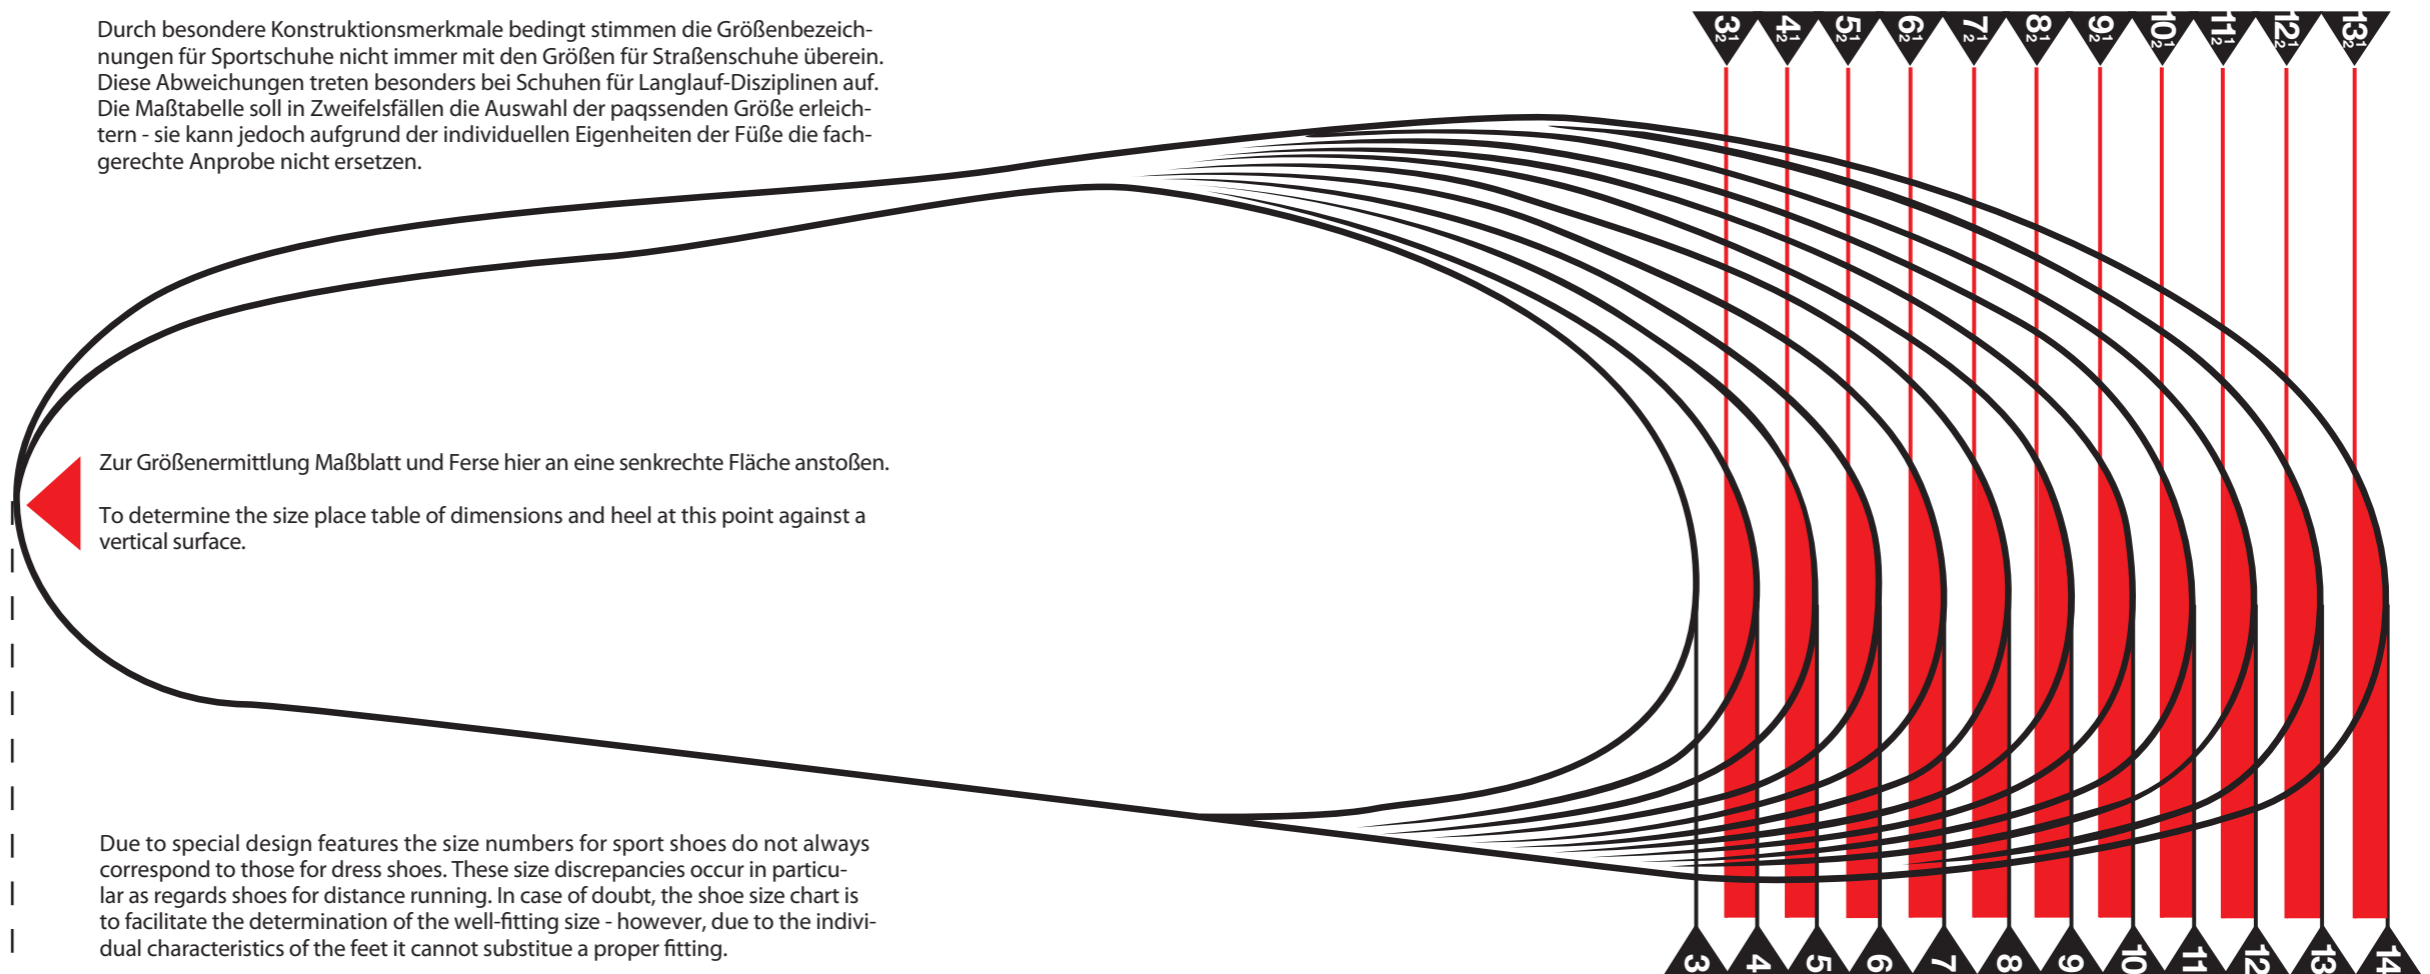 Durch besondere Konstruktionsmerkmale bedingt stimmen die Größenbezeich-
nungen für Sportschuhe nicht immer mit den Größen für Straßenschuhe überein.
Diese Abweichungen treten besonders bei Schuhen für Langlauf-Disziplinen auf.
Die Maßtabelle soll in Zweifelsfällen die Auswahl der paqssenden Größe erleich-
tern - sie kann jedoch aufgrund der individuellen Eigenheiten der Füße die fach-
gerechte Anprobe nicht ersetzen.
3½ 4½ 5½ 6½ 7½ 8½ 9½ 10½ 11½ 12½ 13½
Zur Größenermittlung Maßblatt und Ferse hier an eine senkrechte Fläche anstoßen.
To determine the size place table of dimensions and heel at this point against a
vertical surface.
Due to special design features the size numbers for sport shoes do not always
correspond to those for dress shoes. These size discrepancies occur in particu-
lar as regards shoes for distance running. In case of doubt, the shoe size chart is
to facilitate the determination of the well-fitting size - however, due to the indivi-
dual characteristics of the feet it cannot substitue a proper fitting.
3 4 5 6 7 8 9 10 11 12 13 14